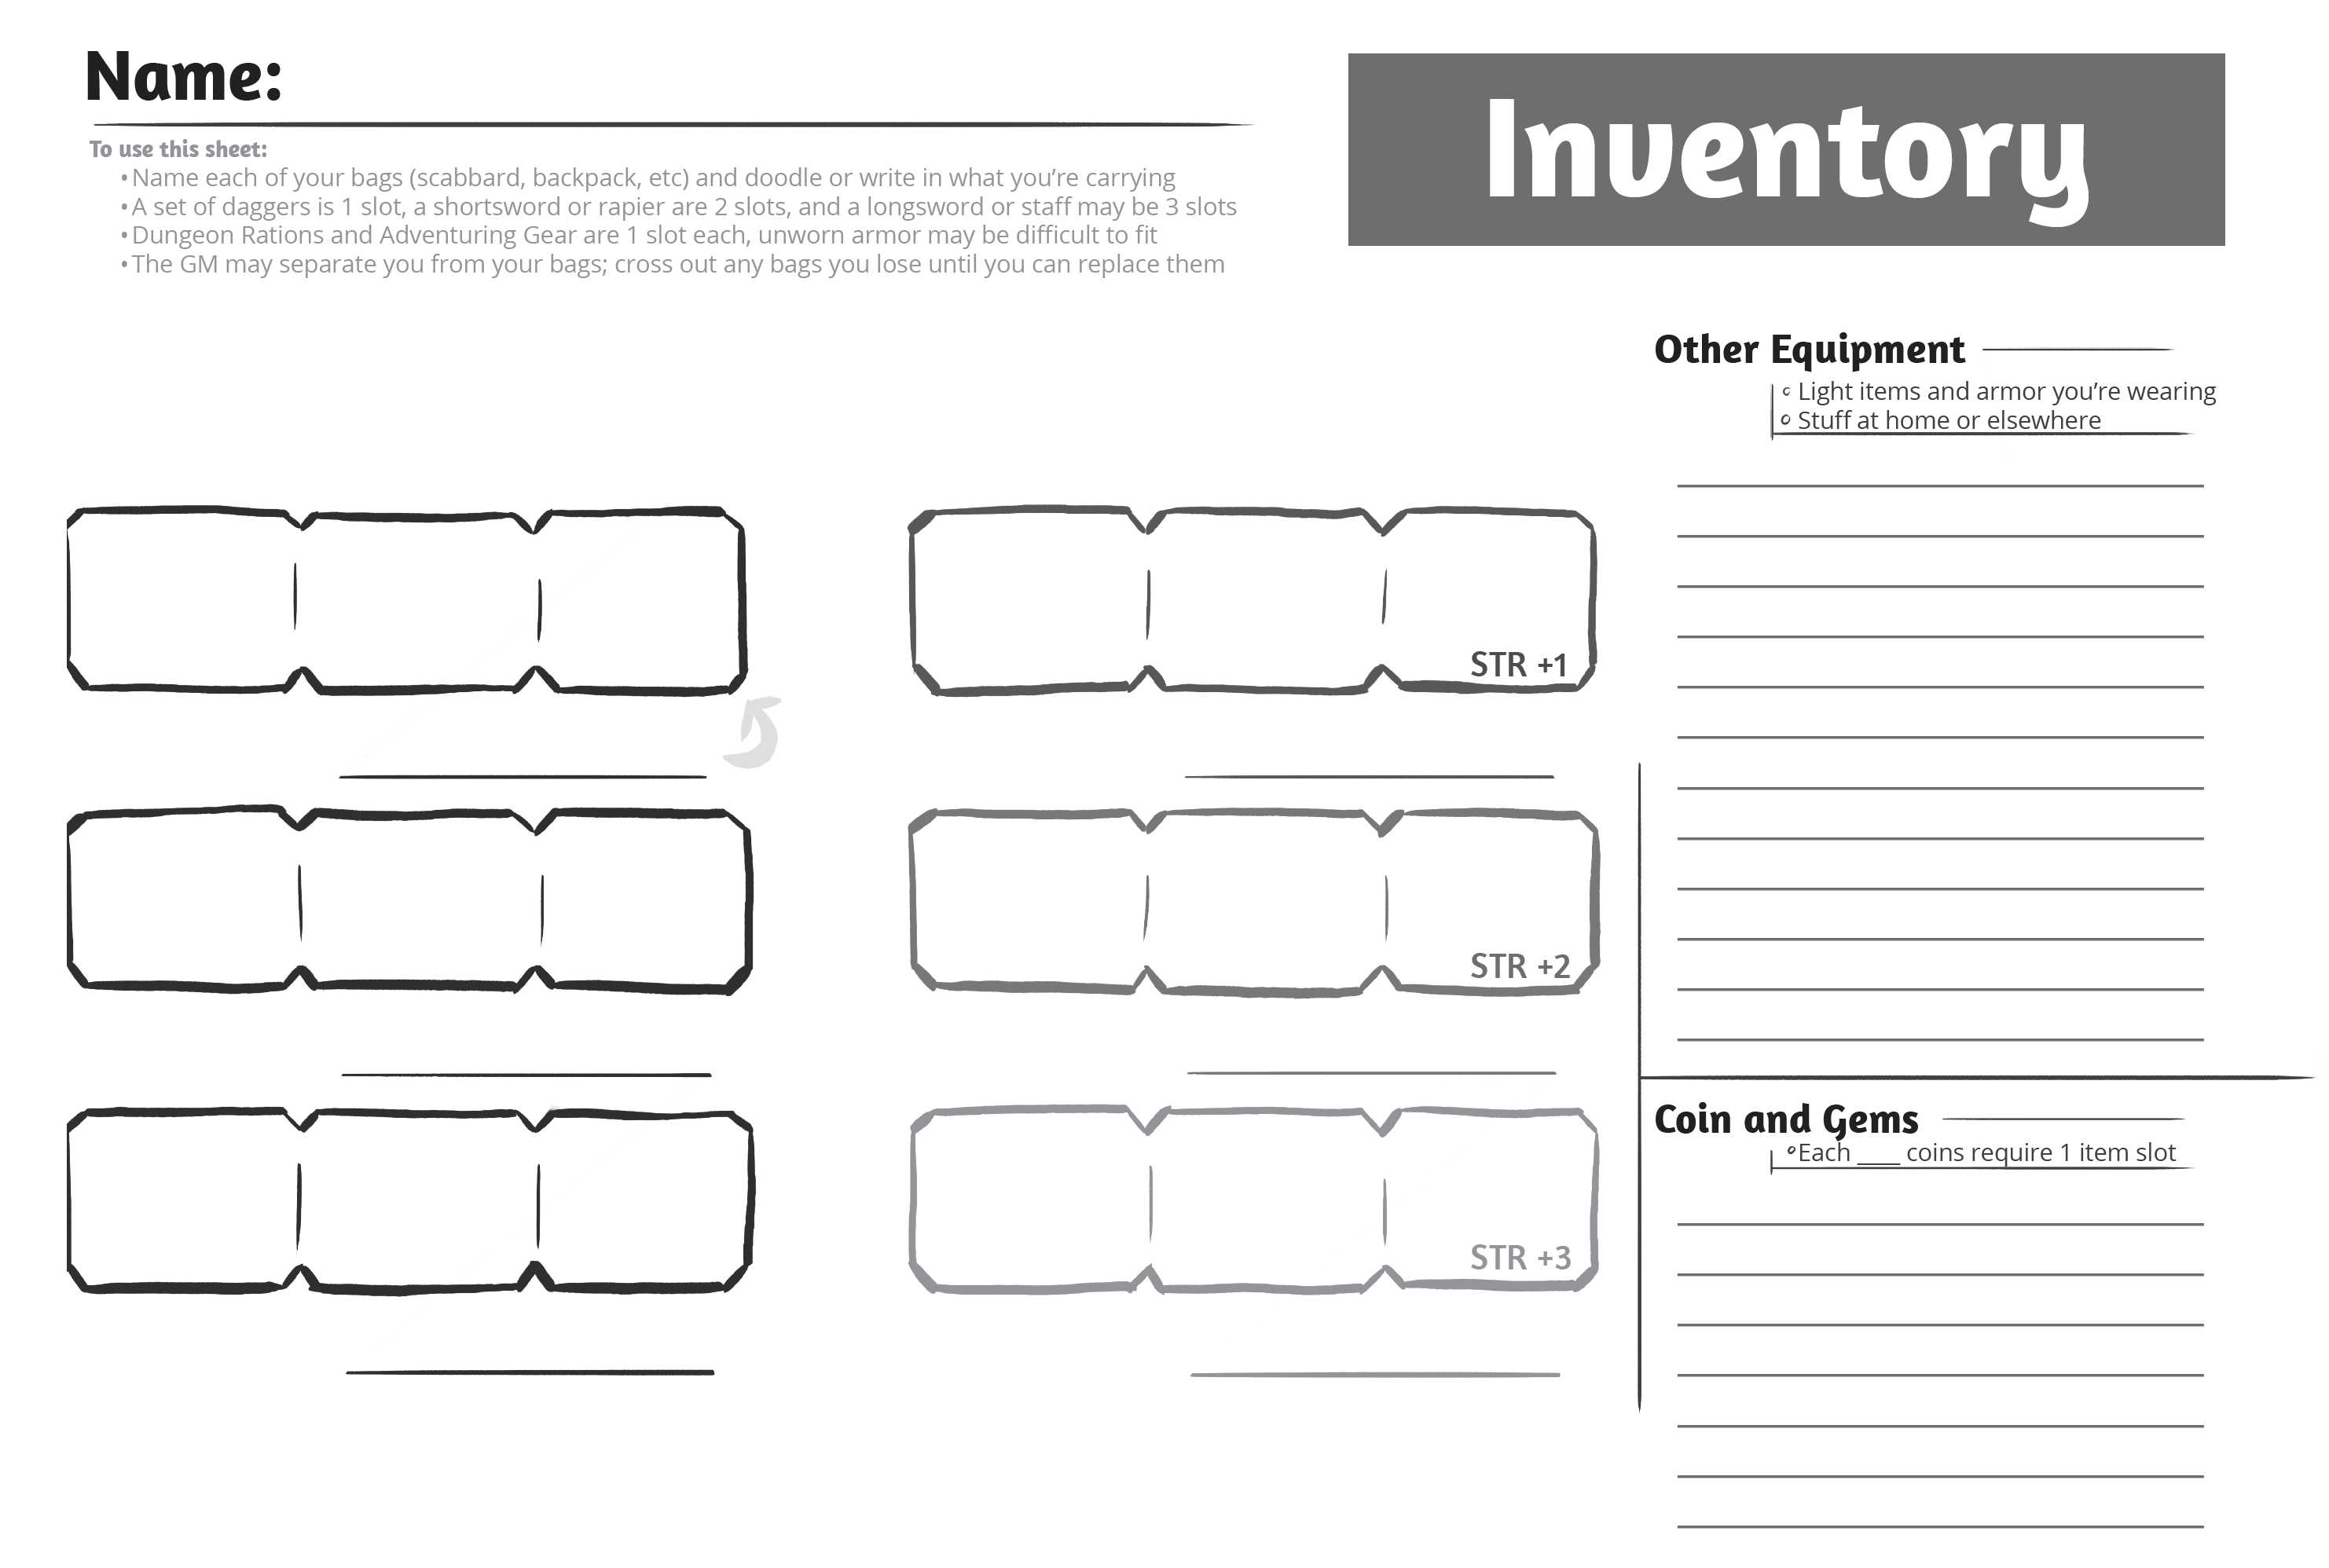 Name:
Inventory
To use this sheet:
•Name each of your bags (scabbard, backpack, etc) and doodle or write in what you’re carrying
•A set of daggers is 1 slot, a shortsword or rapier are 2 slots, and a longsword or staff may be 3 slots
•Dungeon Rations and Adventuring Gear are 1 slot each, unworn armor may be difficult to fit
•The GM may separate you from your bags; cross out any bags you lose until you can replace them
Other Equipment
◦ Light items and armor you’re wearing
◦ Stuff at home or elsewhere
STR +1
STR +2
STR +3
Coin and Gems
◦Each ____ coins require 1 item slot